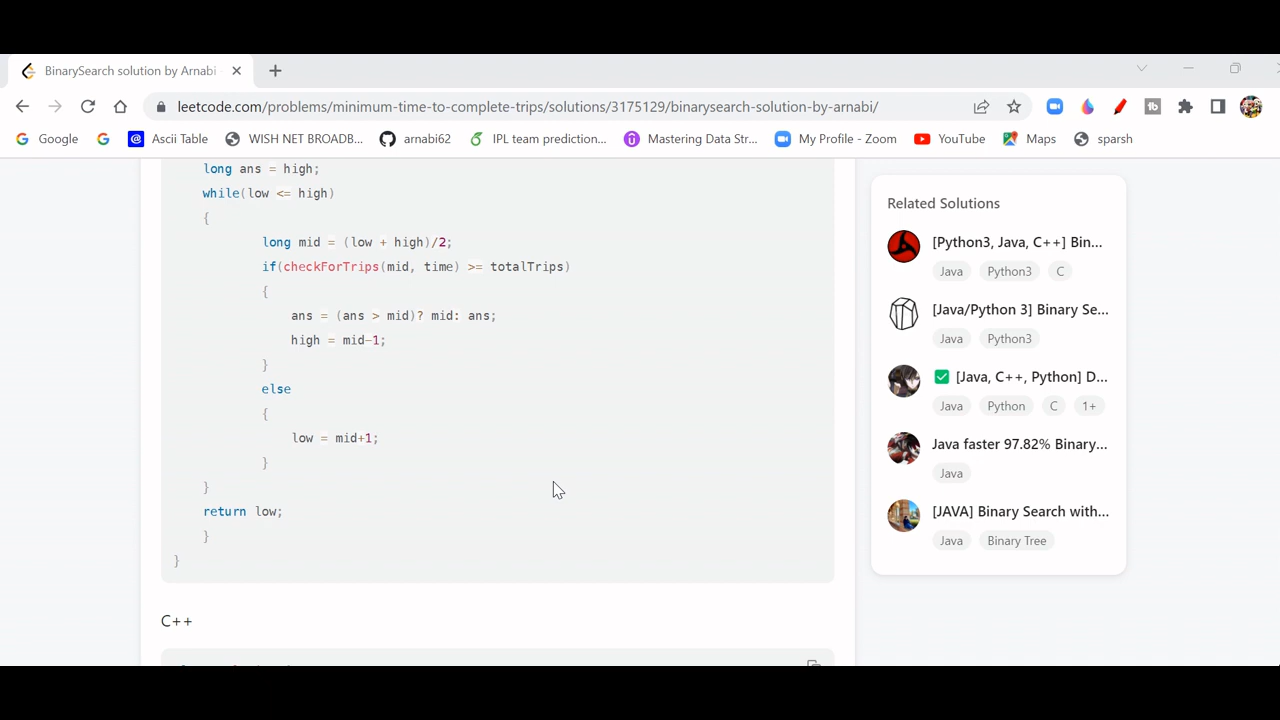 BinarySearch solution by Arnabi
leetcode.com/problems/minimum-time-to-complete-trips/solutions/3175129/binarysearch-solution-by-arnabi/
Google Ascii Table WISH NET BROADB... arnabi62 IPL team prediction... Mastering Data Str... My Profile - Zoom YouTube Maps sparsh
long ans = high;
while(low <= high)
{
long mid = (low + high)/2;
if(checkForTrips(mid, time) >= totalTrips)
{
ans = (ans > mid)? mid: ans;
high = mid-1;
}
else
{
low = mid+1;
}
}
return low;
}
}
C++
Related Solutions
[Python3, Java, C++] Bin...
Java Python3 C
[Java/Python 3] Binary Se...
Java Python3
[Java, C++, Python] D...
Java Python C 1+
Java faster 97.82% Binary...
Java
[JAVA] Binary Search with...
Java Binary Tree